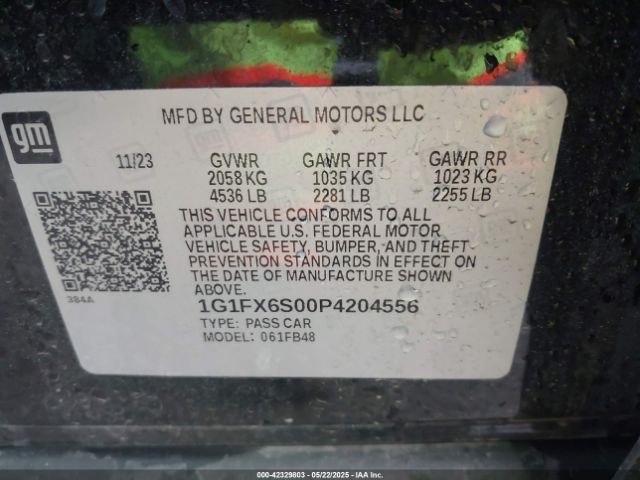 MFD BY GENERAL MOTORS LLC
gm
11/23 GVWR GAWR FRT GAWR RR
2058 KG 1035 KG 1023 KG
4536 LB 2281 LB 2255 LB
THIS VEHICLE CONFORMS TO ALL
APPLICABLE U.S. FEDERAL MOTOR
VEHICLE SAFETY, BUMPER, AND THEFT
PREVENTION STANDARDS IN EFFECT ON
THE DATE OF MANUFACTURE SHOWN
ABOVE.
384A
1G1FX6S00P4204556
TYPE: PASS CAR
MODEL: 061FB48
000-42329803 - 05/22/2025 - IAA Inc.